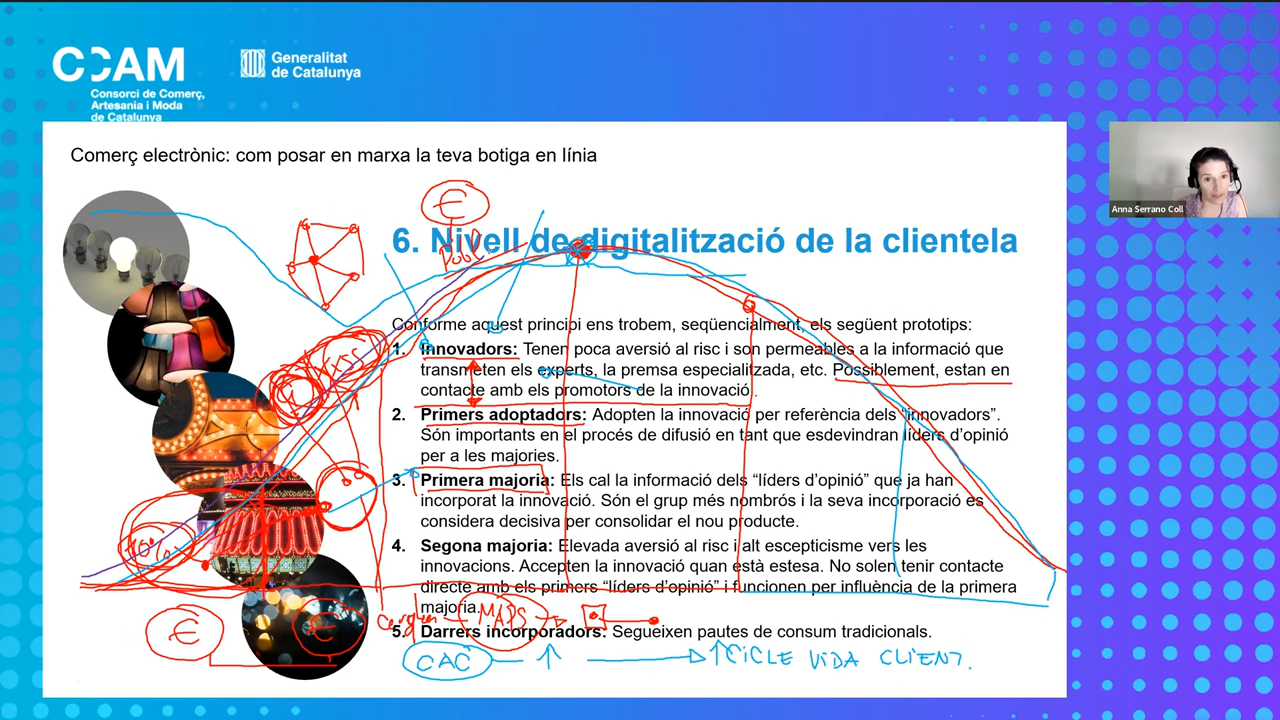 CCAM
Consorci de Comerç,
Artesania i Moda
de Catalunya
Generalitat
de Catalunya
Comerç electrònic: com posar en marxa la teva botiga en línia
Anna Serrano Coll
€
Publ
6. Nivell de digitalització de la clientela
Conforme aquest principi ens trobem, seqüencialment, els següent prototips:
1. Innovadors: Tenen poca aversió al risc i són permeables a la informació que
transmeten els experts, la premsa especialitzada, etc. Possiblement, estan en
contacte amb els promotors de la innovació.
2. Primers adoptadors: Adopten la innovació per referència dels “innovadors”.
Són importants en el procés de difusió en tant que esdevindran líders d’opinió
per a les majories.
3. Primera majoria: Els cal la informació dels “líders d’opinió” que ja han
incorporat la innovació. Són el grup més nombrós i la seva incorporació es
considera decisiva per consolidar el nou producte.
4. Segona majoria: Elevada aversió al risc i alt escepticisme vers les
innovacions. Accepten la innovació quan està estesa. No solen tenir contacte
directe amb els primers “líders d’opinió” i funcionen per influència de la primera
majoria.
5. Darrers incorporadors: Segueixen pautes de consum tradicionals.
RRSS
10%
€
€
MAPS
CAC
CICLE VIDA CLIENT.